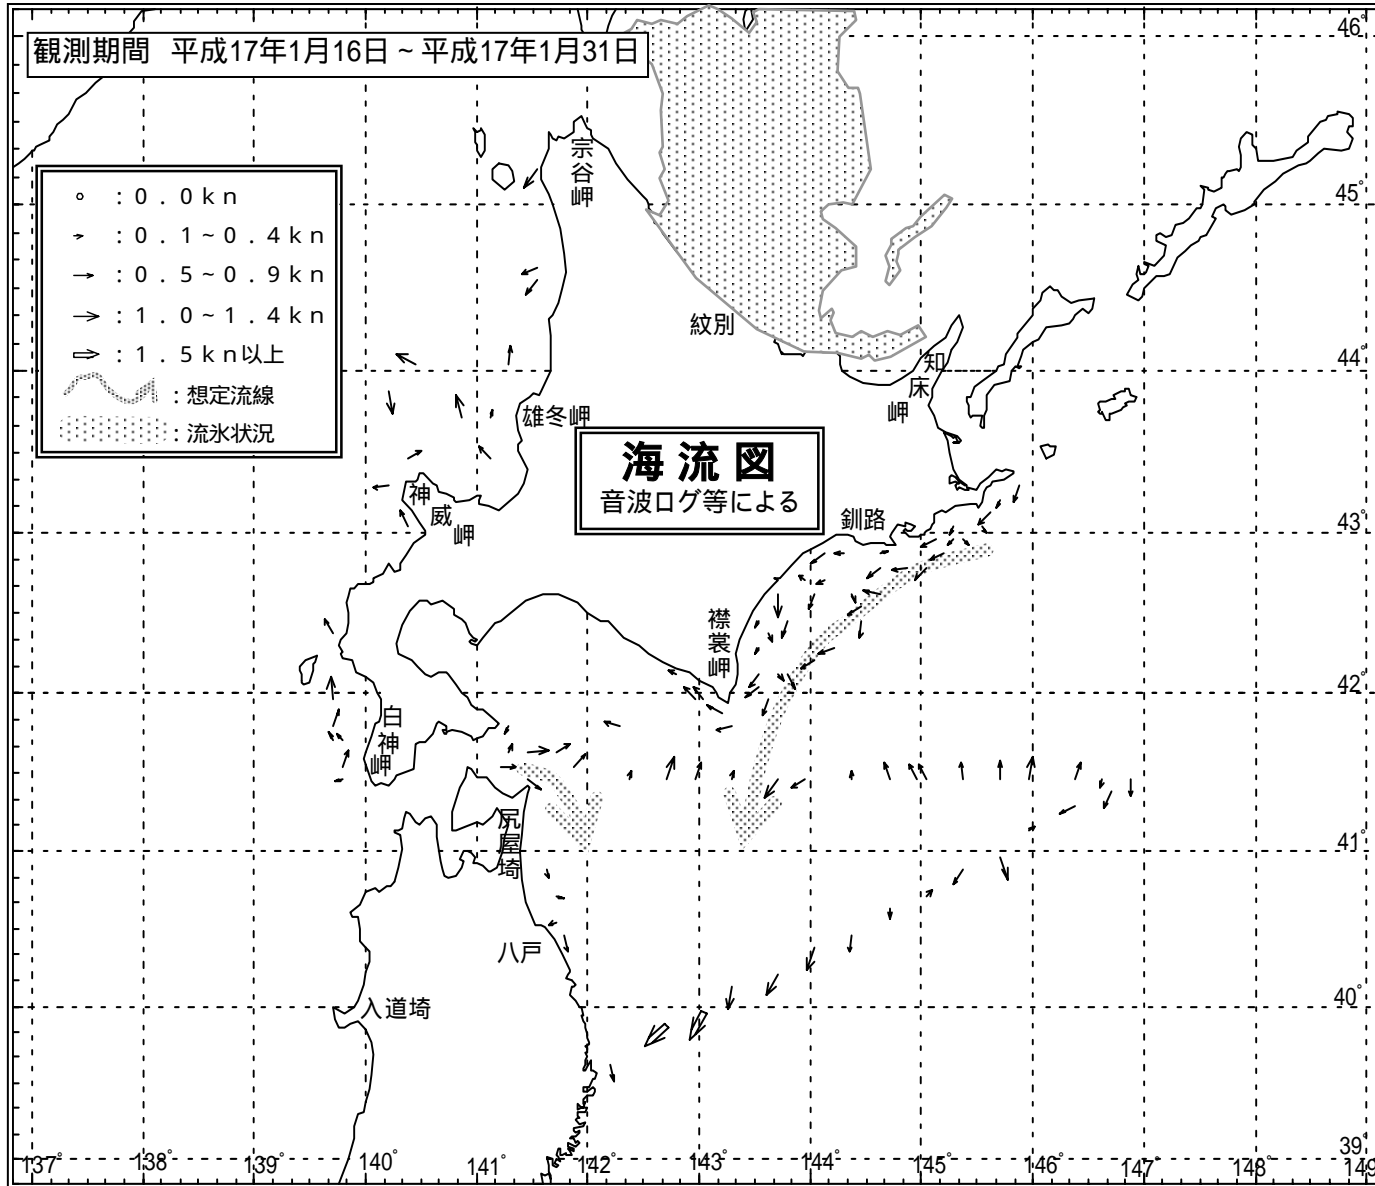 観測期間 平成17年1月16日 ~ 平成17年1月31日
:0.0kn
:0.1~0.4kn
:0.5~0.9kn
:1.0~1.4kn
:1.5kn以上
:想定流線
:流氷状況
海流図
音波ログ等による
宗谷岬
紋別
知床岬
雄冬岬
神威岬
釧路
襟裳岬
白神岬
尻屋埼
八戸
入道埼
46°
45°
44°
43°
42°
41°
40°
39°
137°
138°
139°
140°
141°
142°
143°
144°
145°
146°
147°
148°
149